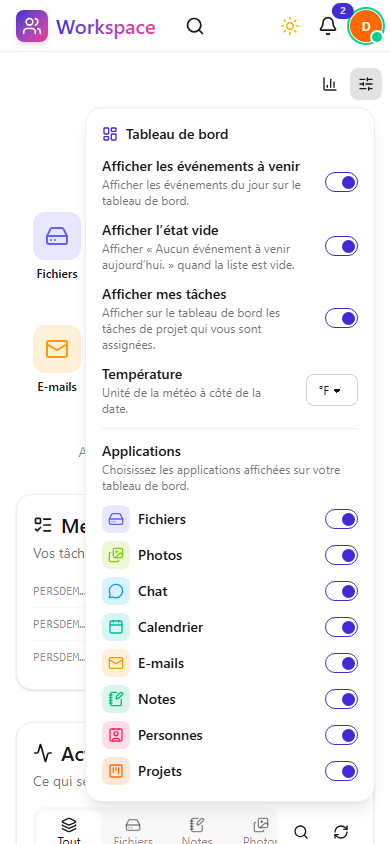 Workspace
2
D
Tableau de bord
Afficher les événements à venir
Afficher les événements du jour sur le
tableau de bord.
Afficher l’état vide
Afficher « Aucun événement à venir
aujourd’hui. » quand la liste est vide.
Afficher mes tâches
Afficher sur le tableau de bord les
tâches de projet qui vous sont
assignées.
Température
Unité de la météo à côté de la
date.
°F
Applications
Choisissez les applications affichées sur votre
tableau de bord.
Fichiers
Photos
Chat
Calendrier
E-mails
Notes
Personnes
Projets
Fichiers
E-mails
A
Me
Vos tâch
PERSDEM…
PERSDEM…
PERSDEM…
Act
Ce qui se
Tout
Fichiers
Notes
Photos